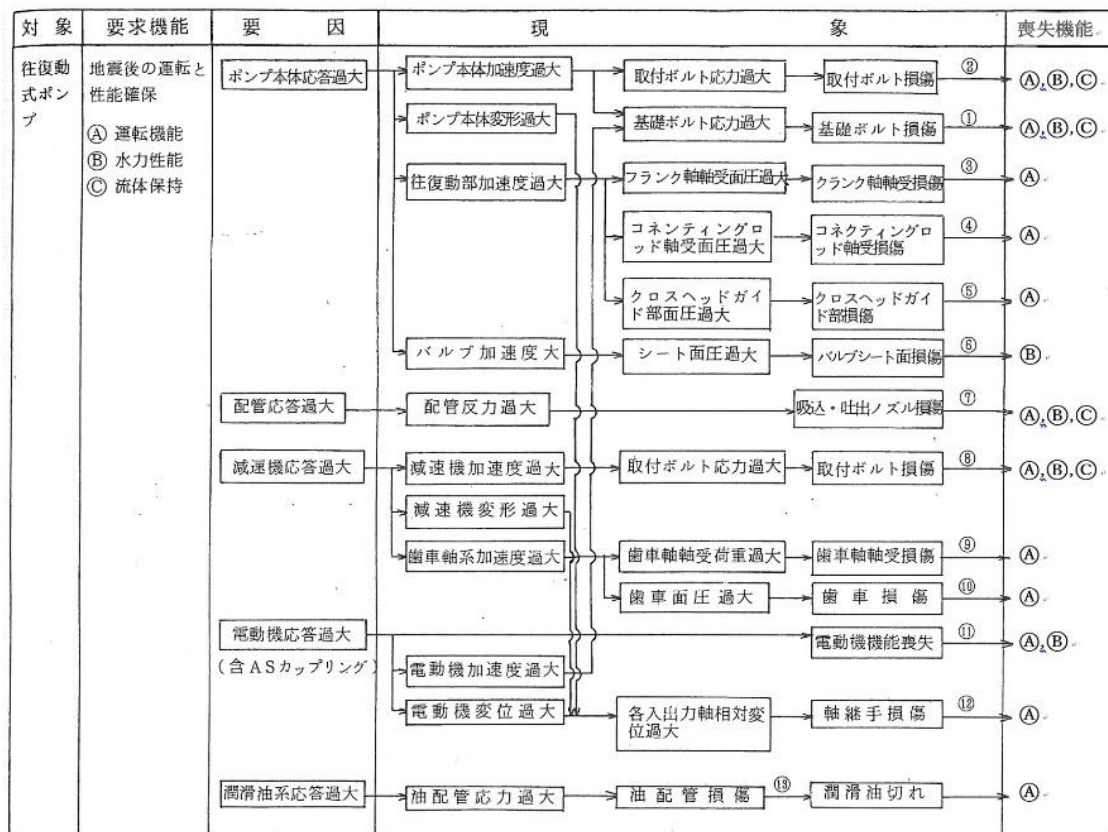 対 象
要求機能
要 因
現 象
喪失機能
往復動
式ポン
プ
地震後の運転と
性能確保
Ⓐ 運転機能
Ⓑ 水力性能
Ⓒ 流体保持
ポンプ本体応答過大
ポンプ本体加速度過大
取付ボルト応力過大
取付ボルト損傷
②
Ⓐ,Ⓑ,Ⓒ
ポンプ本体変形過大
基礎ボルト応力過大
基礎ボルト損傷
①
Ⓐ,Ⓑ,Ⓒ
往復動部加速度過大
フランク軸軸受面圧過大
クランク軸軸受損傷
③
Ⓐ
コネンティングロ
ッド軸受面圧過大
コネクティングロ
ッド軸受損傷
④
Ⓐ
クロスヘッドガイ
ド部面圧過大
クロスヘッドガイ
ド部損傷
⑤
Ⓐ
バルブ加速度大
シート面圧過大
バルブシート面損傷
⑥
Ⓑ
配管応答過大
配管反力過大
吸込・吐出ノズル損傷
⑦
Ⓐ,Ⓑ,Ⓒ
減速機応答過大
減速機加速度過大
取付ボルト応力過大
取付ボルト損傷
⑧
Ⓐ,Ⓑ,Ⓒ
減速機変形過大
歯車軸系加速度過大
歯車軸軸受荷重過大
歯車軸軸受損傷
⑨
Ⓐ
歯車面圧過大
歯車損傷
⑩
Ⓐ
電動機応答過大
(含ASカップリング)
電動機機能喪失
⑪
Ⓐ,Ⓑ
電動機加速度過大
電動機変位過大
各入出力軸相対変
位過大
軸継手損傷
⑫
Ⓐ
潤滑油系応答過大
油配管応力過大
油配管損傷
⑬
潤滑油切れ
Ⓐ